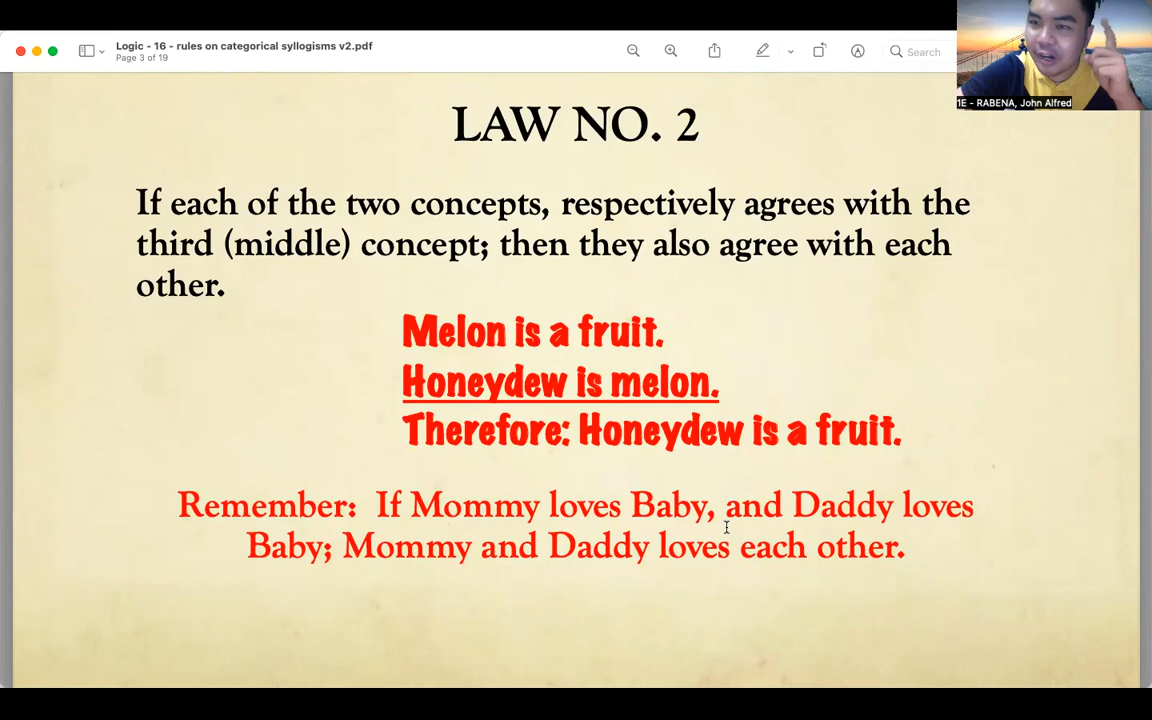 Logic - 16 - rules on categorical syllogisms v2.pdf
Page 3 of 19
Search
1E - RABENA, John Alfred
LAW NO. 2
If each of the two concepts, respectively agrees with the
third (middle) concept; then they also agree with each
other.
Melon is a fruit.
Honeydew is melon.
Therefore: Honeydew is a fruit.
Remember: If Mommy loves Baby, and Daddy loves
Baby; Mommy and Daddy loves each other.